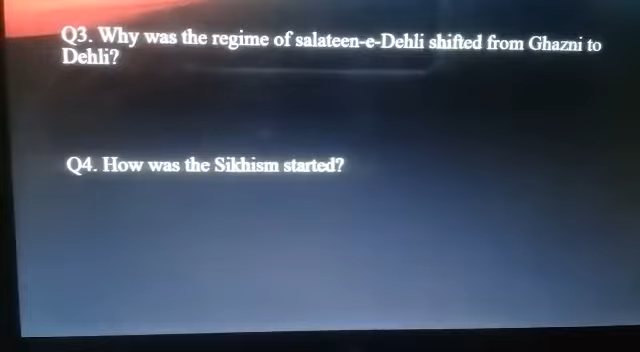 Q3. Why was the regime of salateen-e-Dehli shifted from Ghazni to
Dehli?
Q4. How was the Sikhism started?